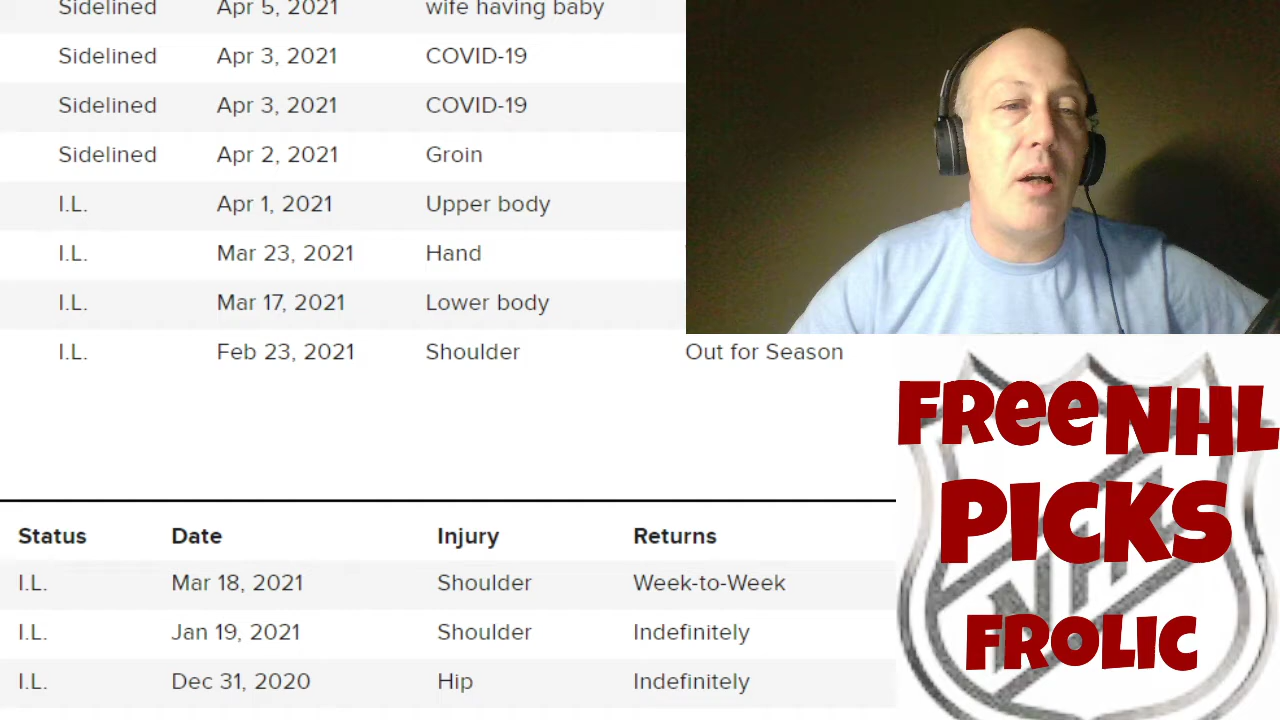 Sidelined Apr 5, 2021 wife having baby
Sidelined Apr 3, 2021 COVID-19
Sidelined Apr 3, 2021 COVID-19
Sidelined Apr 2, 2021 Groin
I.L. Apr 1, 2021 Upper body
I.L. Mar 23, 2021 Hand
I.L. Mar 17, 2021 Lower body
I.L. Feb 23, 2021 Shoulder Out for Season
Status Date Injury Returns
I.L. Mar 18, 2021 Shoulder Week-to-Week
I.L. Jan 19, 2021 Shoulder Indefinitely
I.L. Dec 31, 2020 Hip Indefinitely
FRee NHL
PICKS
NHL
FROLIC